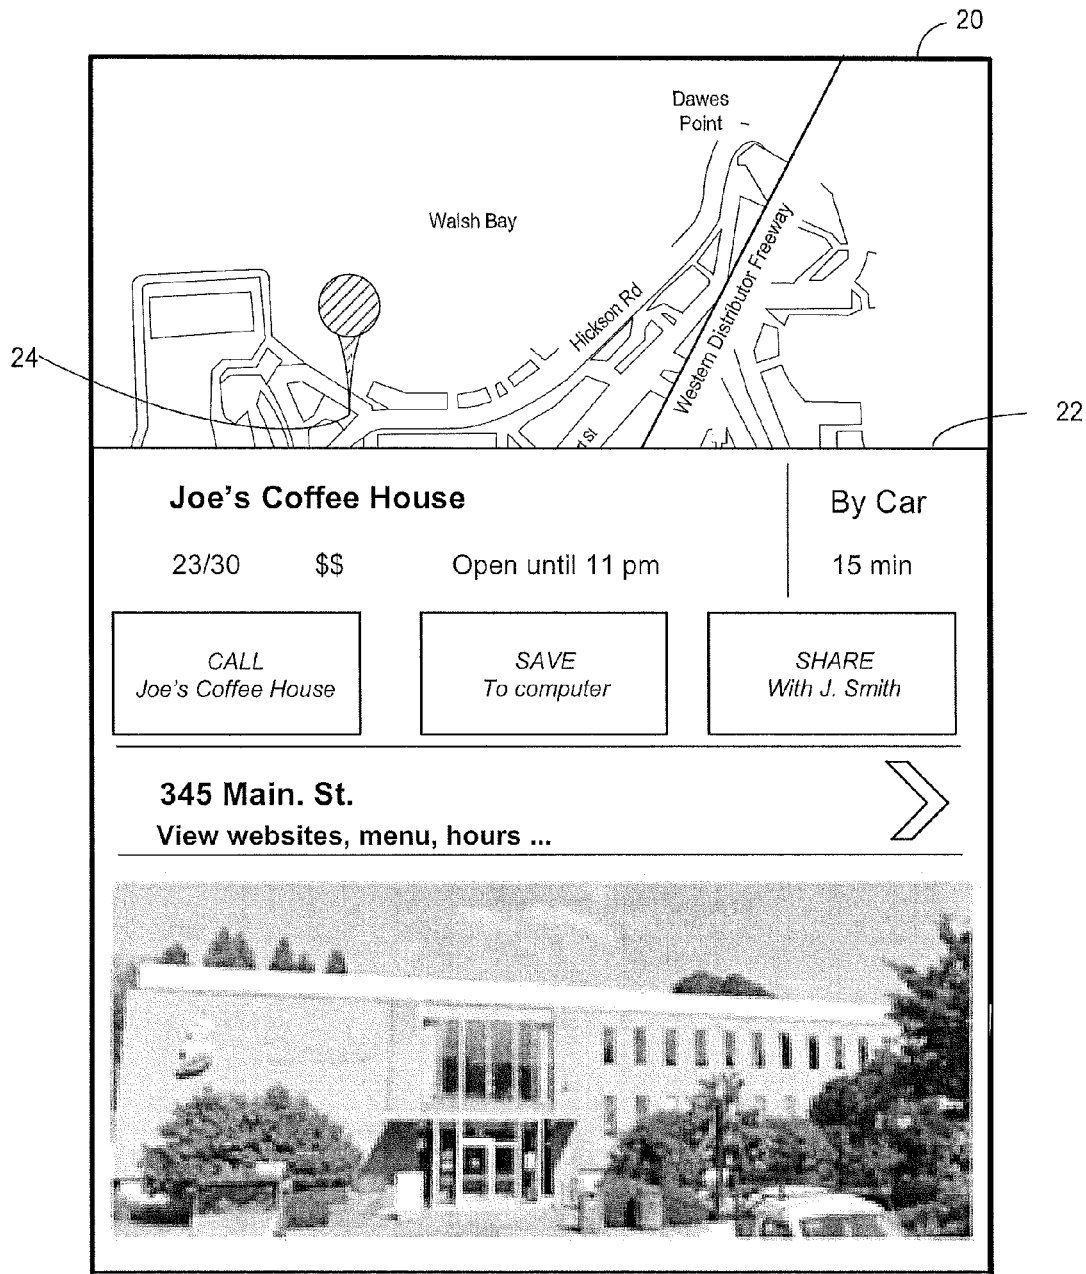 20
Dawes
Point
Walsh Bay
Hickson Rd
Western Distributor Freeway
24
22
Joe's Coffee House
By Car
23/30 $$ Open until 11 pm
15 min
CALL
Joe's Coffee House
SAVE
To computer
SHARE
With J. Smith
345 Main. St.
View websites, menu, hours ...